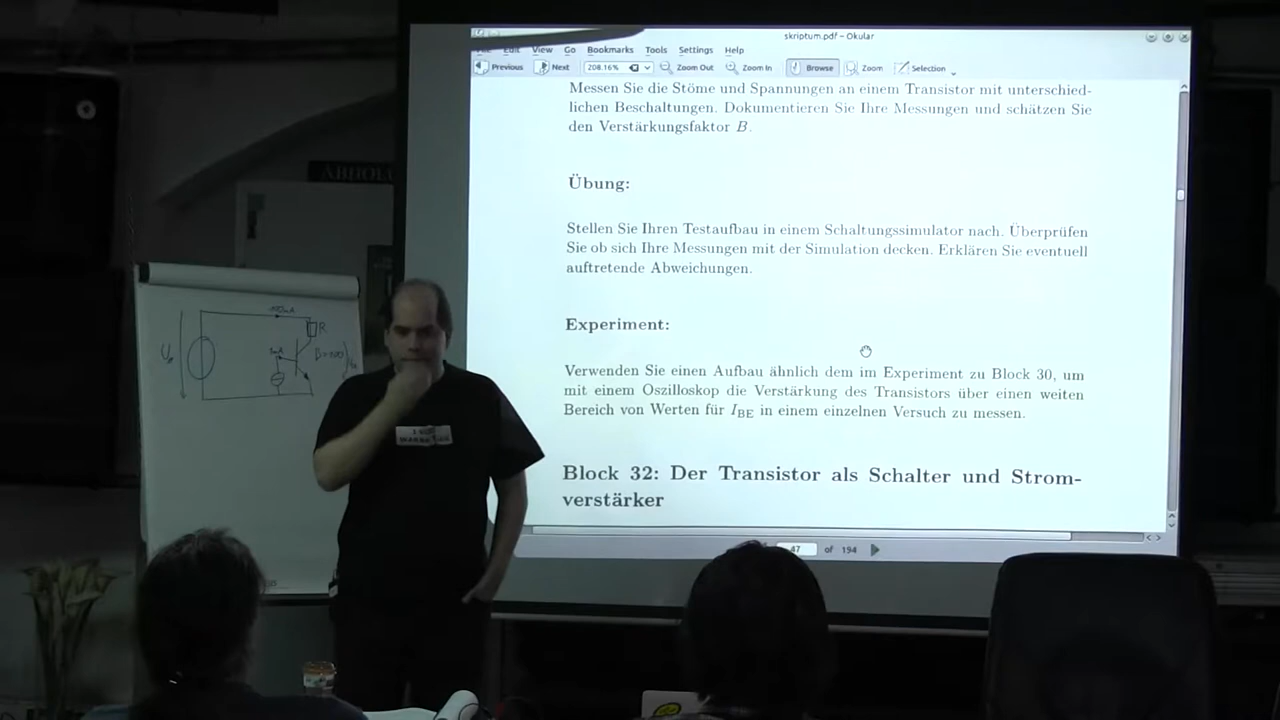 skriptum.pdf – Okular
Edit View Go Bookmarks Tools Settings Help
Previous Next 208.16% Zoom Out Zoom In Browse Zoom Selection
Messen Sie die Stöme und Spannungen an einem Transistor mit unterschied-
lichen Beschaltungen. Dokumentieren Sie Ihre Messungen und schätzen Sie
den Verstärkungsfaktor B.
Übung:
Stellen Sie Ihren Testaufbau in einem Schaltungssimulator nach. Überprüfen
Sie ob sich Ihre Messungen mit der Simulation decken. Erklären Sie eventuell
auftretende Abweichungen.
Experiment:
Verwenden Sie einen Aufbau ähnlich dem im Experiment zu Block 30, um
mit einem Oszilloskop die Verstärkung des Transistors über einen weiten
Bereich von Werten für I_BE in einem einzelnen Versuch zu messen.
Block 32: Der Transistor als Schalter und Strom-
verstärker
47 of 194
R